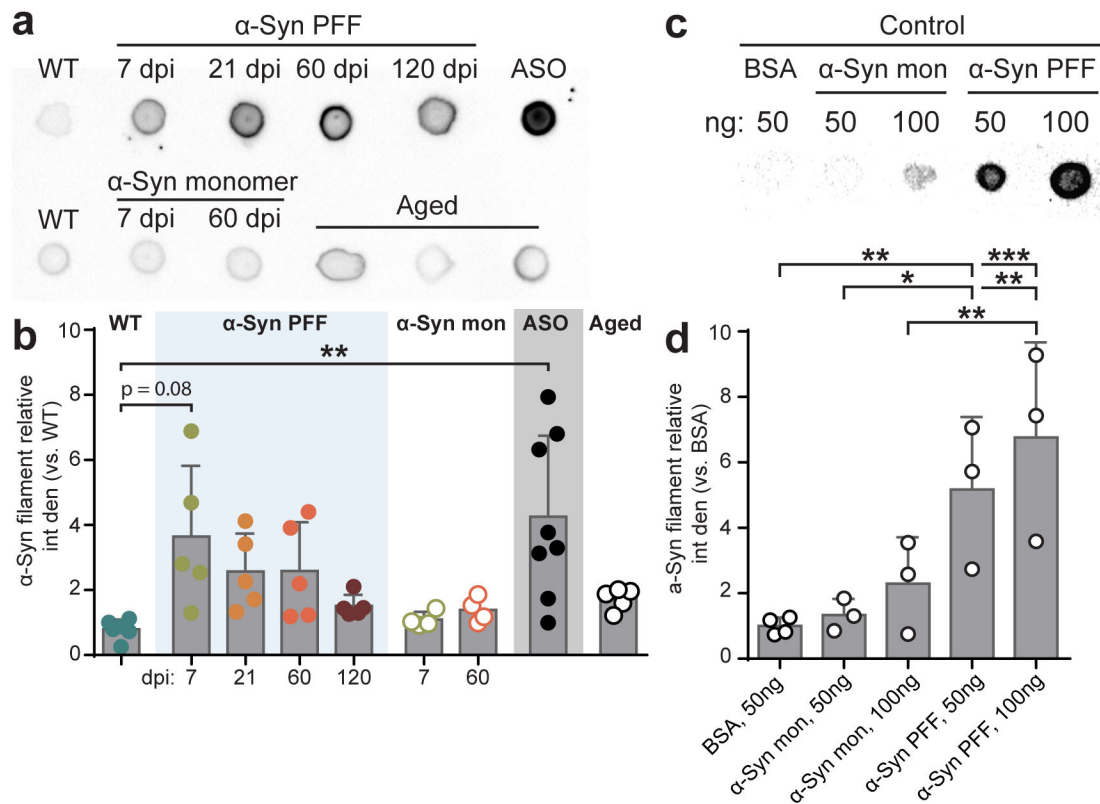 a
α-Syn PFF
WT 7 dpi 21 dpi 60 dpi 120 dpi ASO
α-Syn monomer
WT 7 dpi 60 dpi Aged
c
Control
BSA α-Syn mon α-Syn PFF
ng: 50 50 100 50 100
b
WT α-Syn PFF α-Syn mon ASO Aged
**
p = 0.08
α-Syn filament relative
int den (vs. WT)
10
8
6
4
2
0
dpi: 7 21 60 120 7 60
d
** ***
* **
**
a-Syn filament relative
int den (vs. BSA)
10
8
6
4
2
0
BSA, 50ng
α-Syn mon, 50ng
α-Syn mon, 100ng
α-Syn PFF, 50ng
α-Syn PFF, 100ng